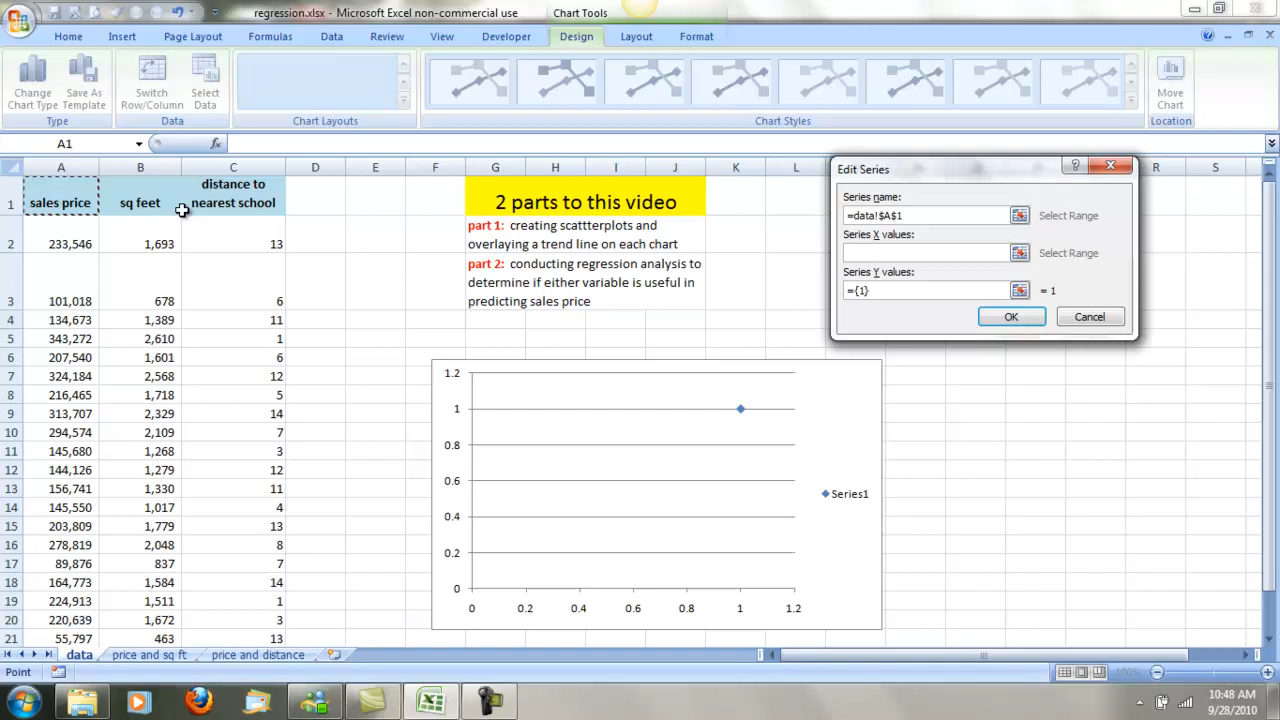 regression.xlsx - Microsoft Excel non-commercial use
Chart Tools
Home Insert Page Layout Formulas Data Review View Developer Design Layout Format
Change Chart Type
Save As Template
Switch Row/Column
Select Data
Move Chart
Type Data Chart Layouts Chart Styles Location
A1 fx
A B C D E F G H I J K L R S
1 sales price sq feet distance to nearest school
2 233,546 1,693 13
3 101,018 678 6
4 134,673 1,389 11
5 343,272 2,610 1
6 207,540 1,601 6
7 324,184 2,568 12
8 216,465 1,718 5
9 313,707 2,329 14
10 294,574 2,109 7
11 145,680 1,268 3
12 144,126 1,279 12
13 156,741 1,330 11
14 145,550 1,017 4
15 203,809 1,779 13
16 278,819 2,048 8
17 89,876 837 7
18 164,773 1,584 14
19 224,913 1,511 1
20 220,639 1,672 3
21 55,797 463 13
2 parts to this video
part 1: creating scattterplots and
overlaying a trend line on each chart
part 2: conducting regression analysis to
determine if either variable is useful in
predicting sales price
Edit Series
?
Series name:
=data!$A$1 Select Range
Series X values:
Select Range
Series Y values:
={1} = 1
OK Cancel
1.2
1
0.8
0.6
0.4
0.2
0
0 0.2 0.4 0.6 0.8 1 1.2
Series1
data price and sq ft price and distance
Point 100%
10:48 AM
9/28/2010